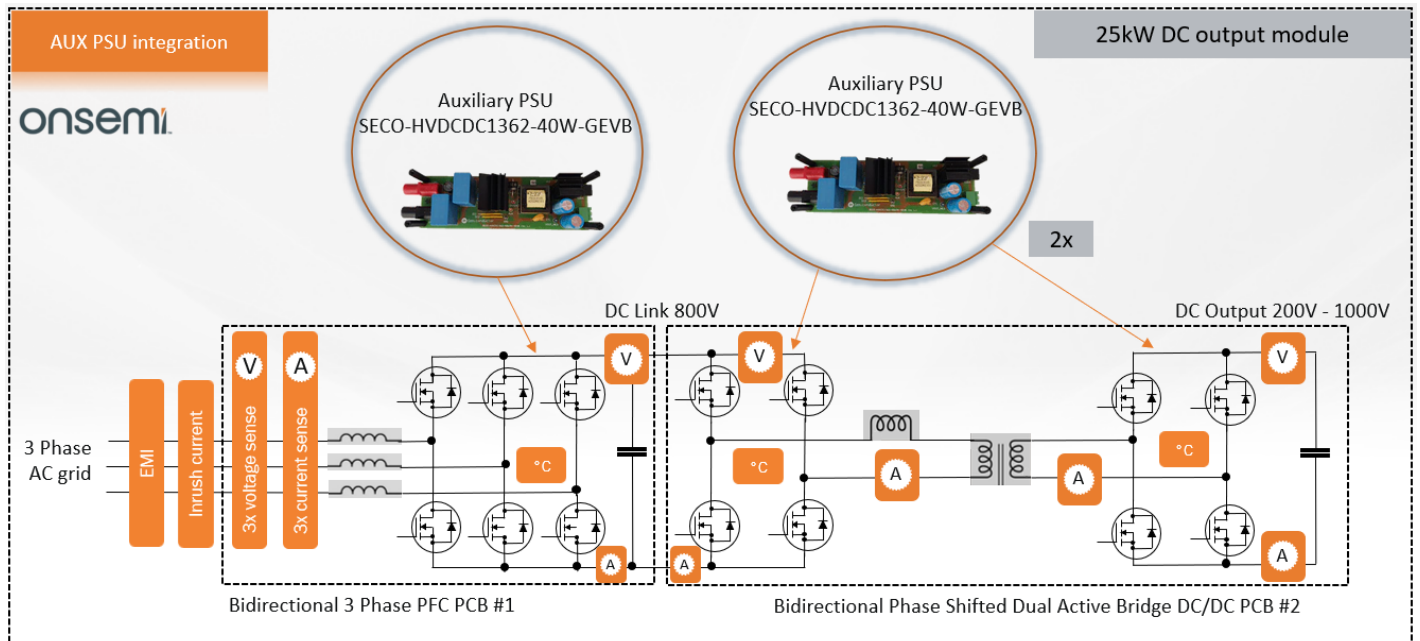 AUX PSU integration
25kW DC output module
onsemi
Auxiliary PSU
SECO-HVDCDC1362-40W-GEVB
Auxiliary PSU
SECO-HVDCDC1362-40W-GEVB
2x
DC Link 800V
DC Output 200V - 1000V
3 Phase
AC grid
EMI
Inrush current
V
3x voltage sense
A
3x current sense
°C
V
A
V
A
°C
A
A
°C
V
A
Bidirectional 3 Phase PFC PCB #1
Bidirectional Phase Shifted Dual Active Bridge DC/DC PCB #2